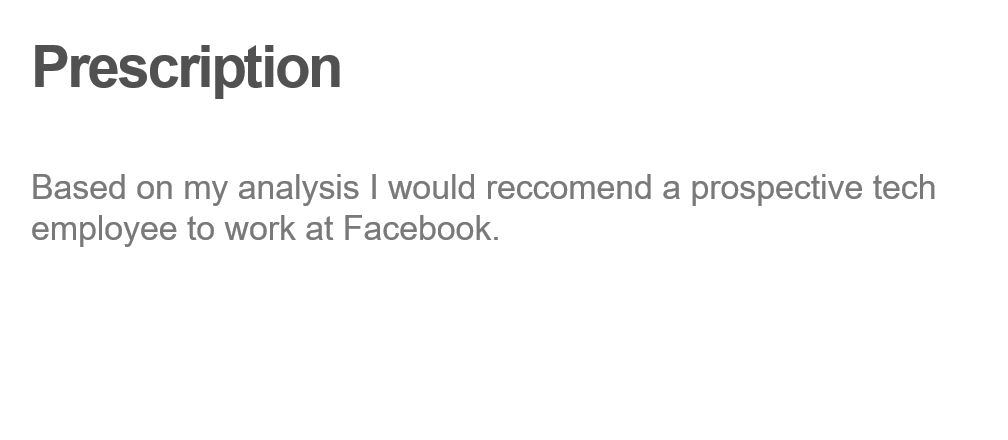 Prescription
Based on my analysis I would reccomend a prospective tech
employee to work at Facebook.